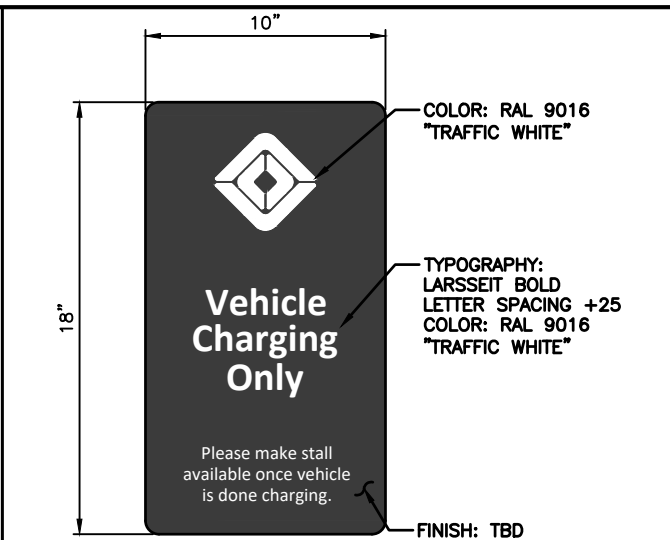 10"
COLOR: RAL 9016
"TRAFFIC WHITE"
18"
Vehicle
Charging
Only
TYPOGRAPHY:
LARSSEIT BOLD
LETTER SPACING +25
COLOR: RAL 9016
"TRAFFIC WHITE"
Please make stall
available once vehicle
is done charging.
FINISH: TBD